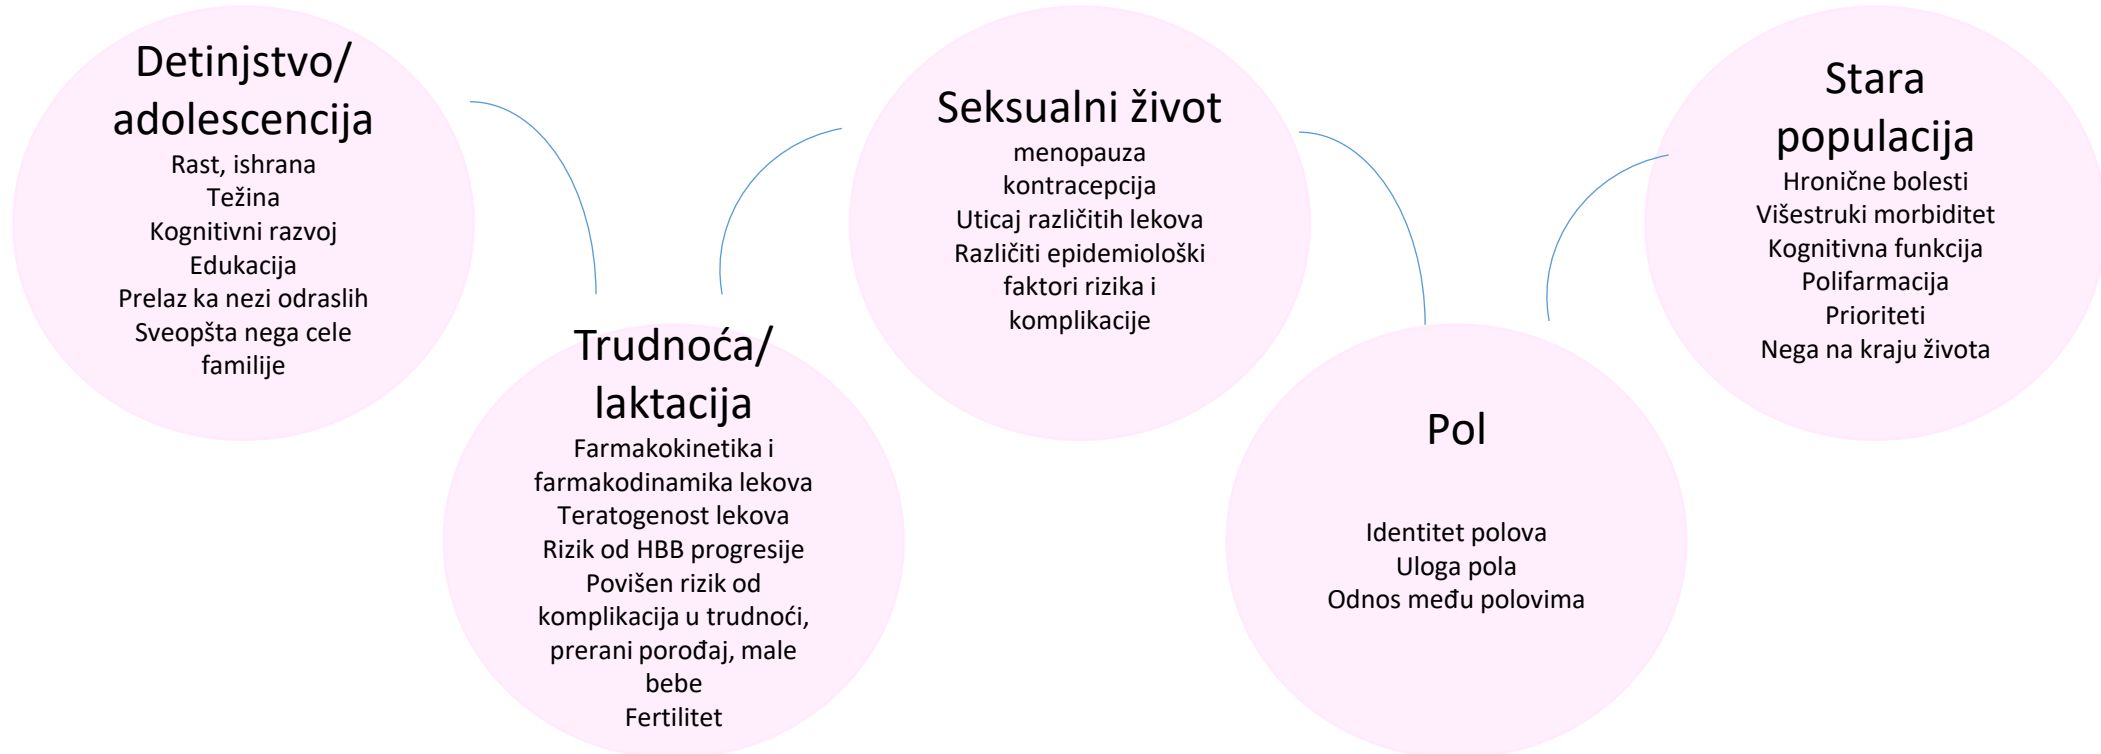 Detinjstvo/
adolescencija
Rast, ishrana
Težina
Kognitivni razvoj
Edukacija
Prelaz ka nezi odraslih
Sveopšta nega cele
familije
Trudnoća/
laktacija
Farmakokinetika i
farmakodinamika lekova
Teratogenost lekova
Rizik od HBB progresije
Povišen rizik od
komplikacija u trudnoći,
prerani porođaj, male
bebe
Fertilitet
Seksualni život
menopauza
kontracepcija
Uticaj različitih lekova
Različiti epidemiološki
faktori rizika i
komplikacije
Pol
Identitet polova
Uloga pola
Odnos među polovima
Stara
populacija
Hronične bolesti
Višestruki morbiditet
Kognitivna funkcija
Polifarmacija
Prioriteti
Nega na kraju života